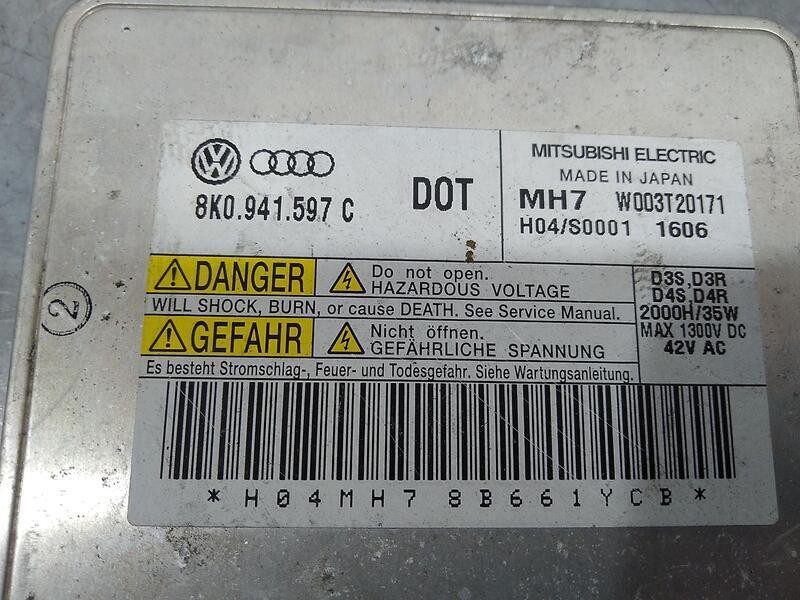 VW
8K0.941.597 C
DOT
MITSUBISHI ELECTRIC
MADE IN JAPAN
MH7 W003T20171
H04/S0001 1606
DANGER
Do not open.
HAZARDOUS VOLTAGE
WILL SHOCK, BURN, or cause DEATH. See Service Manual.
GEFAHR
Nicht öffnen.
GEFÄHRLICHE SPANNUNG
Es besteht Stromschlag-, Feuer- und Todesgefahr. Siehe Wartungsanleitung.
D3S,D3R
D4S,D4R
2000H/35W
MAX 1300V DC
42V AC
*H04MH78B661YCB*
2